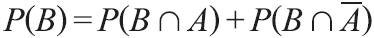 P(B) = P(B ∩ A) + P(B ∩ A̅)